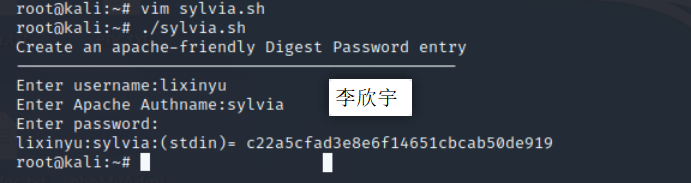 root@kali:~# vim sylvia.sh
root@kali:~# ./sylvia.sh
Create an apache-friendly Digest Password entry
-----------------------------------------------
Enter username:lixinyu
Enter Apache Authname:sylvia
李欣宇
Enter password:
lixinyu:sylvia:(stdin)= c22a5cfad3e8e6f14651cbcab50de919
root@kali:~#